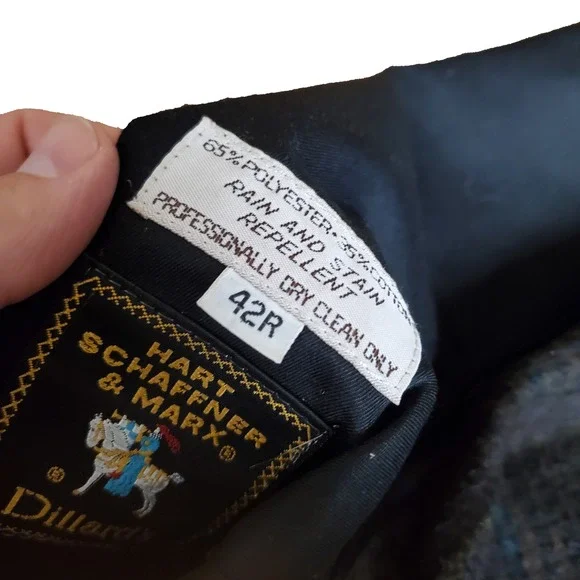 65% POLYESTER-35% COTTON
RAIN AND STAIN
REPELLENT
PROFESSIONALLY DRY CLEAN ONLY
42R
HART
SCHAFFNER
& MARX®
®
Dillard's